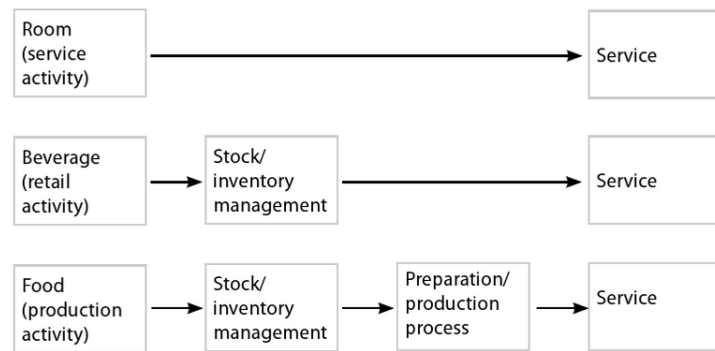 Room
(service
activity)
Service
Beverage
(retail
activity)
Stock/
inventory
management
Service
Food
(production
activity)
Stock/
inventory
management
Preparation/
production
process
Service